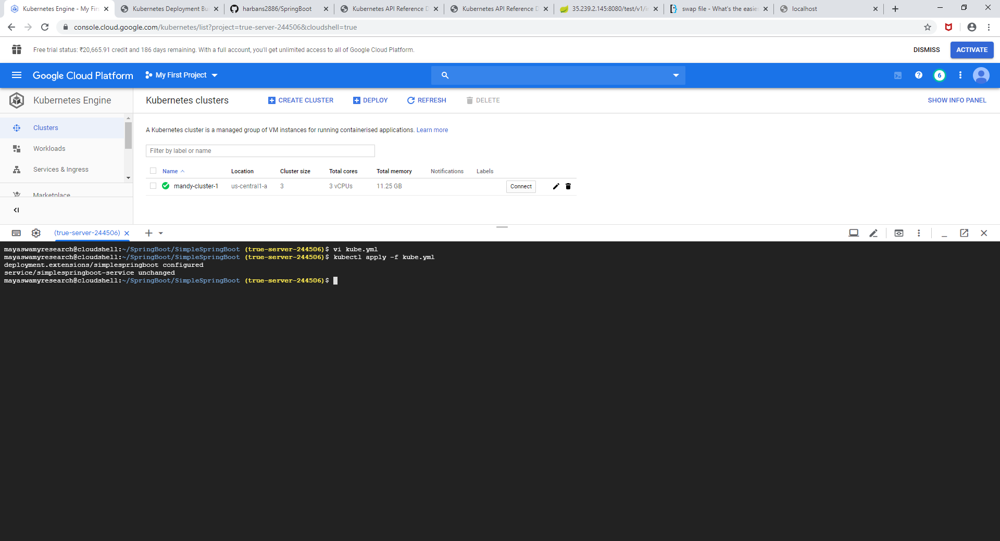 Kubernetes Engine - My Fir
Kubernetes Deployment Bu
harbans2886/SpringBoot
Kubernetes API Reference D
Kubernetes API Reference D
35.239.2.145:8080/test/v1/i
swap file - What's the easie
localhost
console.cloud.google.com/kubernetes/list?project=true-server-244506&cloudshell=true
Free trial status: ₹20,665.91 credit and 186 days remaining. With a full account, you'll get unlimited access to all of Google Cloud Platform.
DISMISS
ACTIVATE
Google Cloud Platform
My First Project
6
Kubernetes Engine
Kubernetes clusters
CREATE CLUSTER
DEPLOY
REFRESH
DELETE
SHOW INFO PANEL
Clusters
Workloads
Services & Ingress
Marketplace
A Kubernetes cluster is a managed group of VM instances for running containerised applications. Learn more
Filter by label or name
Name Location Cluster size Total cores Total memory Notifications Labels
mandy-cluster-1 us-central1-a 3 3 vCPUs 11.25 GB Connect
(true-server-244506)
mayaswamyresearch@cloudshell:~/SpringBoot/SimpleSpringBoot (true-server-244506)$ vi kube.yml
mayaswamyresearch@cloudshell:~/SpringBoot/SimpleSpringBoot (true-server-244506)$ kubectl apply -f kube.yml
deployment.extensions/simplespringboot configured
service/simplespringboot-service unchanged
mayaswamyresearch@cloudshell:~/SpringBoot/SimpleSpringBoot (true-server-244506)$